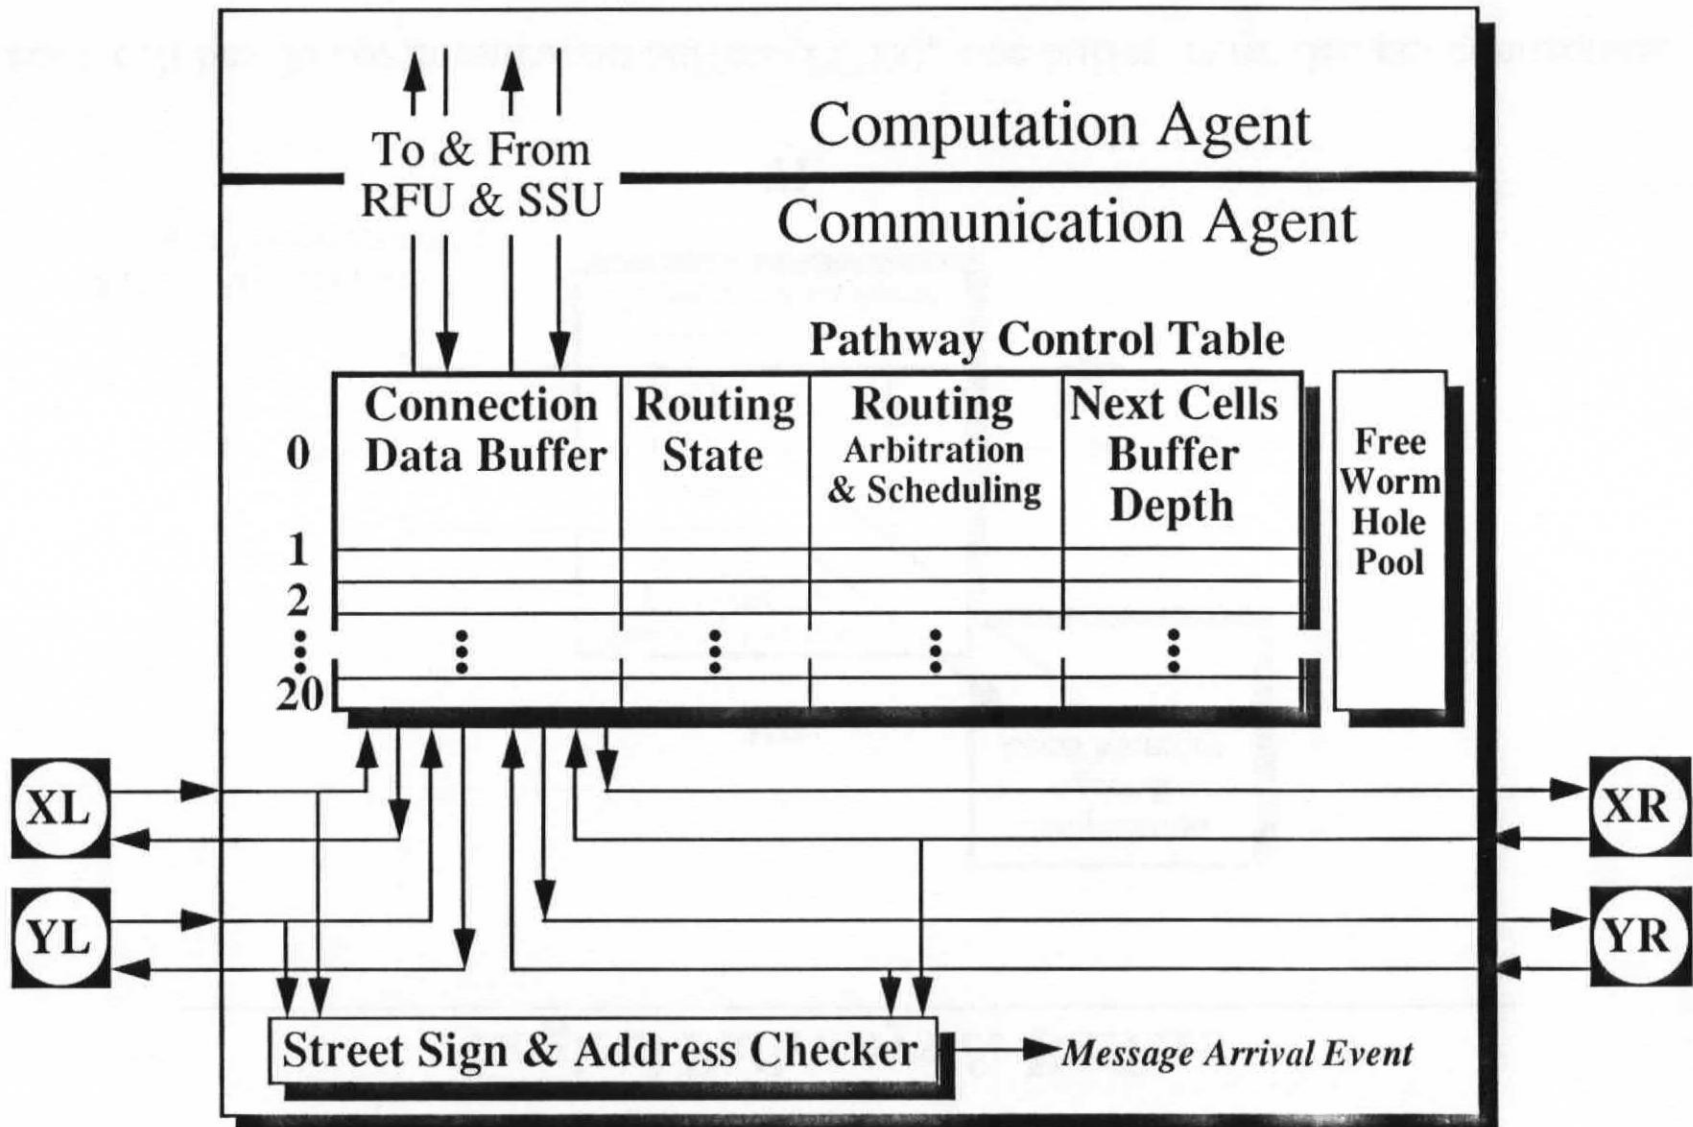 Computation Agent
To & From
RFU & SSU
Communication Agent
Pathway Control Table
Connection
Data Buffer
Routing
State
Routing
Arbitration
& Scheduling
Next Cells
Buffer
Depth
Free
Worm
Hole
Pool
0
1
2
20
XL
XR
YL
YR
Street Sign & Address Checker
Message Arrival Event